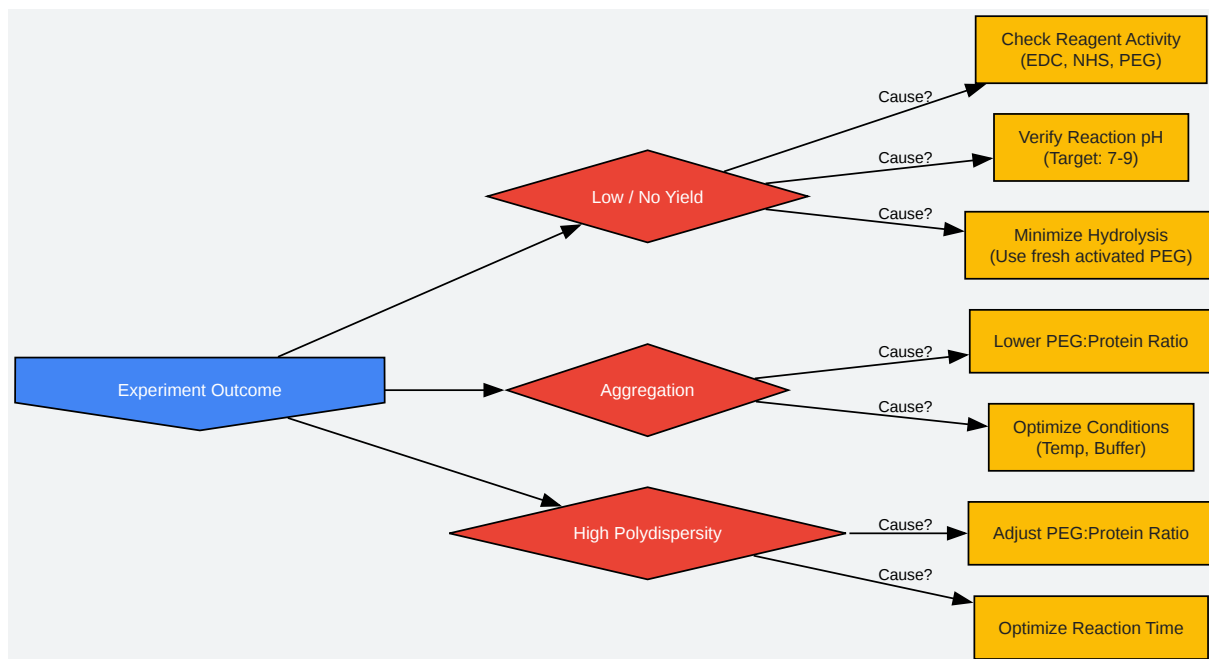 Check Reagent Activity
(EDC, NHS, PEG)
Cause?
Verify Reaction pH
(Target: 7-9)
Cause?
Low / No Yield
Cause?
Minimize Hydrolysis
(Use fresh activated PEG)
Lower PEG:Protein Ratio
Cause?
Experiment Outcome
Aggregation
Cause?
Optimize Conditions
(Temp, Buffer)
High Polydispersity
Cause?
Adjust PEG:Protein Ratio
Cause?
Optimize Reaction Time